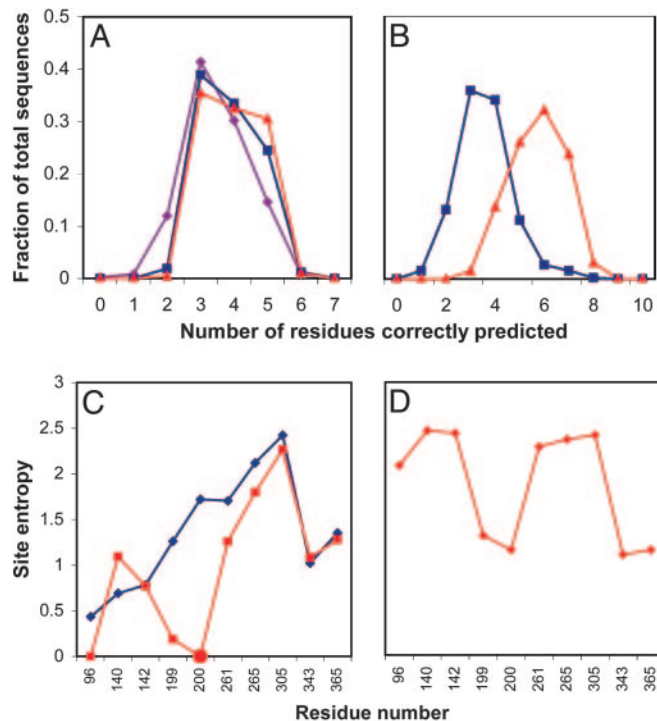 A
B
0.5
0.4
0.3
0.2
0.1
0
Fraction of total sequences
0 1 2 3 4 5 6 7
0 2 4 6 8 10
Number of residues correctly predicted
C
D
3
2.5
2
1.5
1
0.5
0
Site entropy
96 140 142 199 200 261 265 305 343 365
96 140 142 199 200 261 265 305 343 365
Residue number